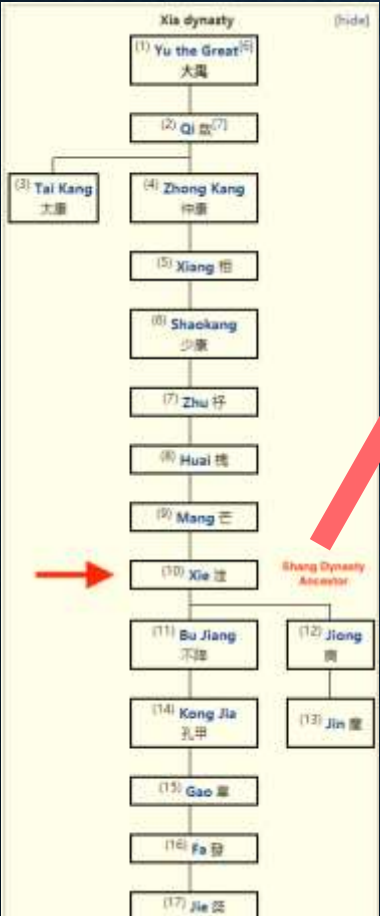 Xia dynasty [hide]
(1) Yu the Great[6]
大禹
(2) Qi 啟[7]
(3) Tai Kang
太康
(4) Zhong Kang
仲康
(5) Xiang 相
(6) Shaokang
少康
(7) Zhu 杼
(8) Huai 槐
(9) Mang 芒
(10) Xie 泄
Shang Dynasty
Ancestor
(11) Bu Jiang
不降
(12) Jiong
(14) Kong Jia
孔甲
(13) Jin
(15) Gao
(16) Fa 發
(17) Jie 桀